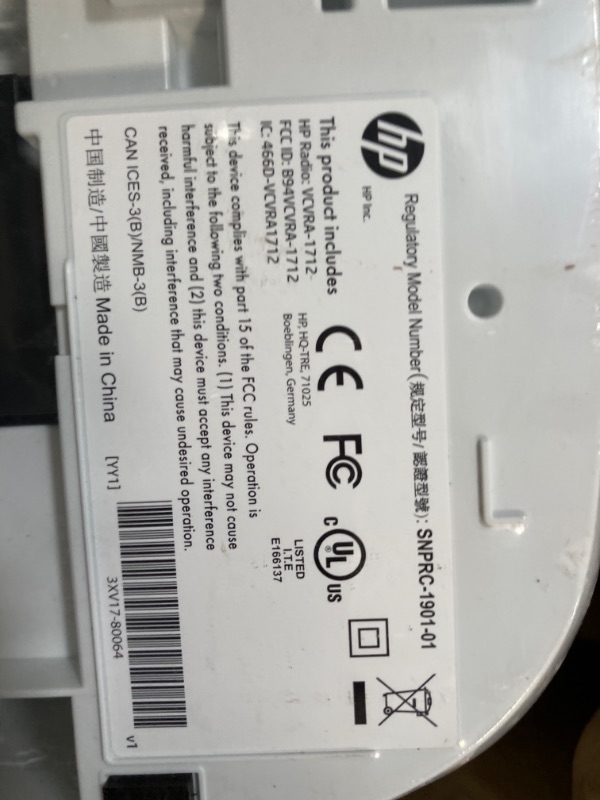 hp
Regulatory Model Number(规定型号/ 認證型號): SNPRC-1901-01
HP Inc.
This product includes
HP Radio: VCVRA-1712
FCC ID: B94VCVRA-1712
IC: 466D-VCVRA1712
HP, HQ-TRE, 71025
Boeblingen, Germany
CE
FC
C UL US
®
LISTED
I.T.E
E166137
This device complies with part 15 of the FCC rules. Operation is
subject to the following two conditions. (1) This device may not cause
harmful interference and (2) this device must accept any interference
received, including interference that may cause undesired operation.
CAN ICES-3(B)/NMB-3(B)
中国制造/中國製造 Made in China
[YY1]
3XV17-80064
v1